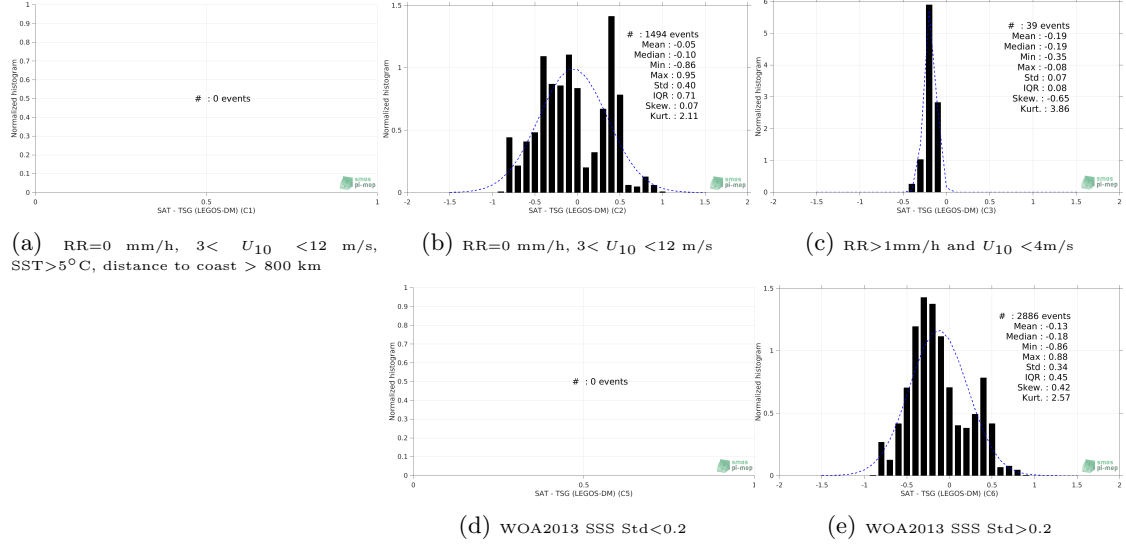 Normalized histogram
1
0.9
0.8
0.7
0.6
0.5
0.4
0.3
0.2
0.1
0
# : 0 events
0 0.5 1
SAT - TSG (LEGOS-DM) (C1)
smos
pi-mep
(a) RR=0 mm/h, 3< U10 <12 m/s,
SST>5°C, distance to coast > 800 km
Normalized histogram
1.5
1
0.5
0
# : 1494 events
Mean : -0.05
Median : -0.10
Min : -0.86
Max : 0.95
Std : 0.40
IQR : 0.71
Skew. : 0.07
Kurt. : 2.11
-2 -1.5 -1 -0.5 0 0.5 1 1.5 2
SAT - TSG (LEGOS-DM) (C2)
smos
pi-mep
(b) RR=0 mm/h, 3< U10 <12 m/s
Normalized histogram
6
5
4
3
2
1
0
# : 39 events
Mean : -0.19
Median : -0.19
Min : -0.35
Max : -0.08
Std : 0.07
IQR : 0.08
Skew. : -0.65
Kurt. : 3.86
-2 -1.5 -1 -0.5 0 0.5 1 1.5 2
SAT - TSG (LEGOS-DM) (C3)
smos
pi-mep
(c) RR>1mm/h and U10 <4m/s
Normalized histogram
1
0.9
0.8
0.7
0.6
0.5
0.4
0.3
0.2
0.1
0
# : 0 events
0 0.5 1
SAT - TSG (LEGOS-DM) (C5)
smos
pi-mep
(d) WOA2013 SSS Std<0.2
Normalized histogram
1.5
1
0.5
0
# : 2886 events
Mean : -0.13
Median : -0.18
Min : -0.86
Max : 0.88
Std : 0.34
IQR : 0.45
Skew. : 0.42
Kurt. : 2.57
-2 -1.5 -1 -0.5 0 0.5 1 1.5 2
SAT - TSG (LEGOS-DM) (C6)
smos
pi-mep
(e) WOA2013 SSS Std>0.2